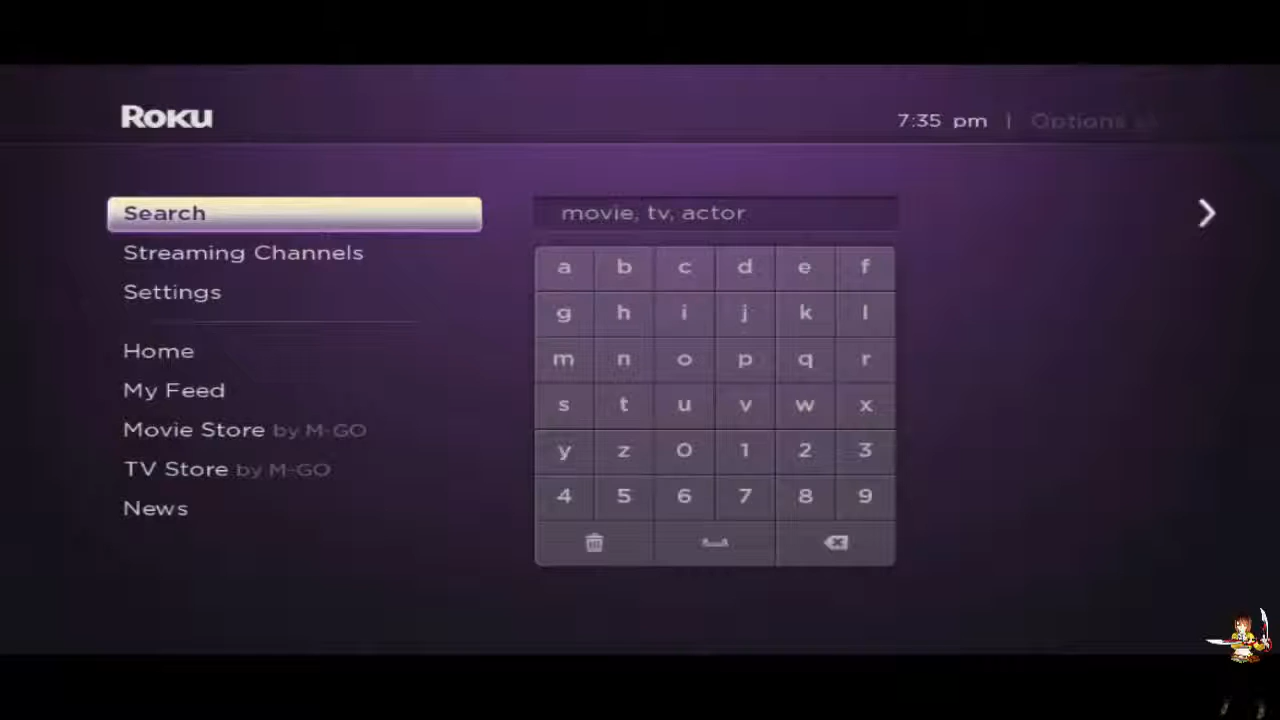 Roku
7:35 pm | Options
Search
Streaming Channels
Settings
Home
My Feed
Movie Store by M-GO
TV Store by M-GO
News
movie, tv, actor
a b c d e f
g h i j k l
m n o p q r
s t u v w x
y z 0 1 2 3
4 5 6 7 8 9